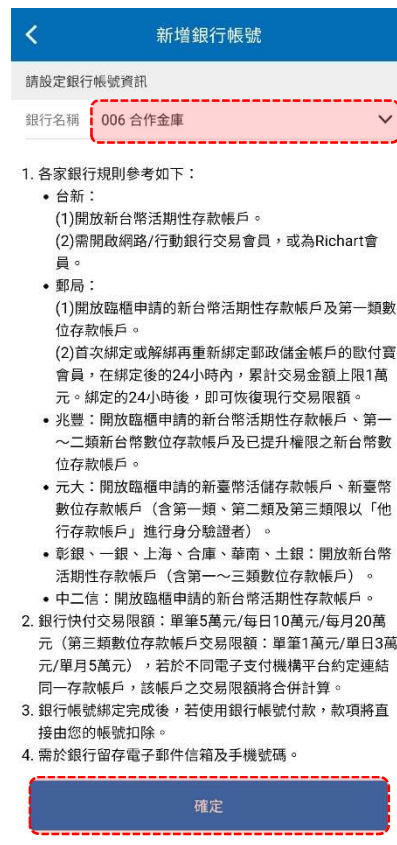 新增銀行帳號
請設定銀行帳號資訊
銀行名稱 006 合作金庫
1. 各家銀行規則參考如下：
• 台新：
(1)開放新台幣活期性存款帳戶。
(2)需開啟網路/行動銀行交易會員，或為Richart會
員。
• 郵局：
(1)開放臨櫃申請的新台幣活期性存款帳戶及第一類數
位存款帳戶。
(2)首次綁定或解綁再重新綁定郵政儲金帳戶的歐付寶
會員，在綁定後的24小時內，累計交易金額上限1萬
元。綁定的24小時後，即可恢復現行交易限額。
• 兆豐：開放臨櫃申請的新台幣活期性存款帳戶、第一
～二類新台幣數位存款帳戶及已提升權限之新台幣數
位存款帳戶。
• 元大：開放臨櫃申請的新臺幣活儲存款帳戶、新臺幣
數位存款帳戶（含第一類、第二類及第三類限以「他
行存款帳戶」進行身分驗證者）。
• 彰銀、一銀、上海、合庫、華南、土銀：開放新台幣
活期性存款帳戶（含第一～三類數位存款帳戶）。
• 中二信：開放臨櫃申請的新台幣活期性存款帳戶。
2. 銀行快付交易限額：單筆5萬元/每日10萬元/每月20萬
元（第三類數位存款帳戶交易限額：單筆1萬元/單日3萬
元/單月5萬元），若於不同電子支付機構平台約定連結
同一存款帳戶，該帳戶之交易限額將合併計算。
3. 銀行帳號綁定完成後，若使用銀行帳號付款，款項將直
接由您的帳號扣除。
4. 需於銀行留存電子郵件信箱及手機號碼。
確定